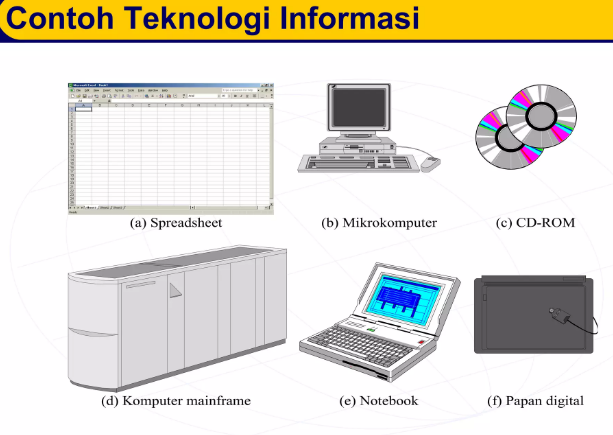 Contoh Teknologi Informasi
(a) Spreadsheet
(b) Mikrokomputer
(c) CD-ROM
(d) Komputer mainframe
(e) Notebook
(f) Papan digital